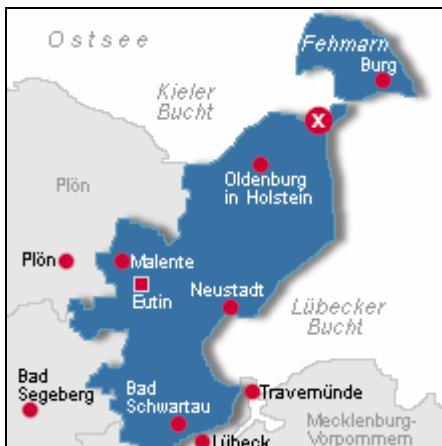 Ostsee
Fehmarn
Burg
Kieler
Bucht
X
Oldenburg
in Holstein
Plön
Plön
Malente
Eutin
Neustadt
Lübecker
Bucht
Bad
Segeberg
Bad
Schwartau
Travemünde
Mecklenburg-
Vorpommern
Lübeck